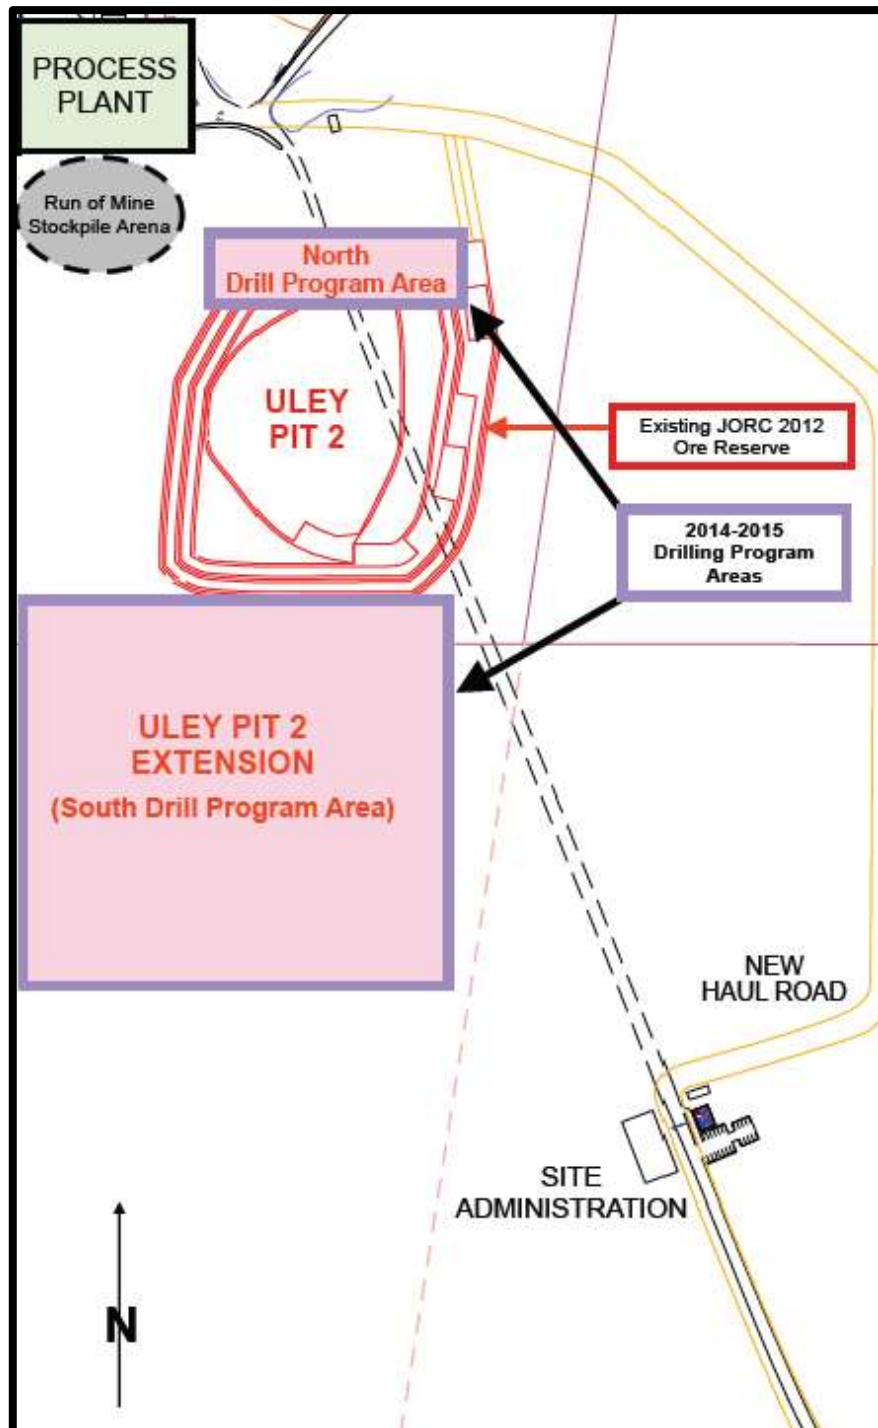 PROCESS
PLANT
Run of Mine
Stockpile Arena
North
Drill Program Area
ULEY
PIT 2
Existing JORC 2012
Ore Reserve
2014-2015
Drilling Program
Areas
ULEY PIT 2
EXTENSION
(South Drill Program Area)
NEW
HAUL ROAD
SITE
ADMINISTRATION
N